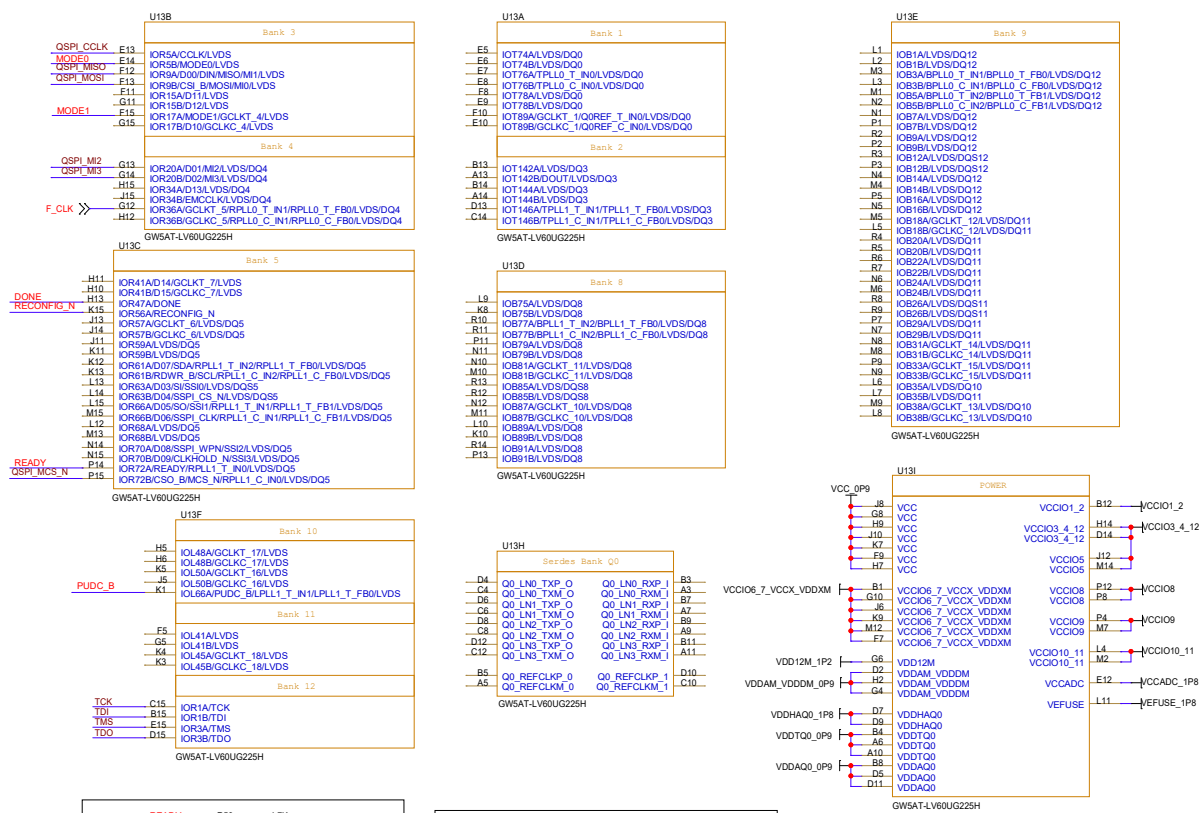 U13B
Bank 3
QSPI_CCLK E13 IOR5A/CCLK/LVDS
MODE0 E14 IOR5B/MODE0/LVDS
QSPI_MISO F12 IOR9A/D00/DIN/MISO/MI1/LVDS
QSPI_MOSI F13 IOR9B/CSI_B/MOSI/MI0/LVDS
F11 IOR15A/D11/LVDS
G11 IOR15B/D12/LVDS
MODE1 F15 IOR17A/MODE1/GCLKT_4/LVDS
G15 IOR17B/D10/GCLKC_4/LVDS
Bank 4
QSPI_MI2 G13 IOR20A/D01/MI2/LVDS/DQ4
QSPI_MI3 G14 IOR20B/D02/MI3/LVDS/DQ4
H15 IOR34A/D13/LVDS/DQ4
J15 IOR34B/EMCCLK/LVDS/DQ4
F_CLK G12 IOR36A/GCLKT_5/RPLL0_T_IN1/RPLL0_T_FB0/LVDS/DQ4
H12 IOR36B/GCLKC_5/RPLL0_C_IN1/RPLL0_C_FB0/LVDS/DQ4
GW5AT-LV60UG225H
U13A
Bank 1
E5 IOT74A/LVDS/DQ0
E6 IOT74B/LVDS/DQ0
E7 IOT76A/TPLL0_T_IN0/LVDS/DQ0
E8 IOT76B/TPLL0_C_IN0/LVDS/DQ0
F8 IOT78A/LVDS/DQ0
E9 IOT78B/LVDS/DQ0
F10 IOT89A/GCLKT_1/Q0REF_T_IN0/LVDS/DQ0
E10 IOT89B/GCLKC_1/Q0REF_C_IN0/LVDS/DQ0
Bank 2
B13 IOT142A/LVDS/DQ3
A13 IOT142B/DOUT/LVDS/DQ3
B14 IOT144A/LVDS/DQ3
A14 IOT144B/LVDS/DQ3
D13 IOT146A/TPLL1_T_IN1/TPLL1_T_FB0/LVDS/DQ3
C14 IOT146B/TPLL1_C_IN1/TPLL1_C_FB0/LVDS/DQ3
GW5AT-LV60UG225H
U13E
Bank 9
L1 IOB1A/LVDS/DQ12
L2 IOB1B/LVDS/DQ12
M3 IOB3A/BPLL0_T_IN1/BPLL0_T_FB0/LVDS/DQ12
L3 IOB3B/BPLL0_C_IN1/BPLL0_C_FB0/LVDS/DQ12
M1 IOB5A/BPLL0_T_IN2/BPLL0_T_FB1/LVDS/DQ12
N2 IOB5B/BPLL0_C_IN2/BPLL0_C_FB1/LVDS/DQ12
N1 IOB7A/LVDS/DQ12
P1 IOB7B/LVDS/DQ12
R2 IOB9A/LVDS/DQ12
P2 IOB9B/LVDS/DQ12
R3 IOB12A/LVDS/DQS12
P3 IOB12B/LVDS/DQS12
N4 IOB14A/LVDS/DQ12
M4 IOB14B/LVDS/DQ12
P5 IOB16A/LVDS/DQ12
N5 IOB16B/LVDS/DQ12
M5 IOB18A/GCLKT_12/LVDS/DQ11
L5 IOB18B/GCLKC_12/LVDS/DQ11
R4 IOB20A/LVDS/DQ11
R5 IOB20B/LVDS/DQ11
R6 IOB22A/LVDS/DQ11
R7 IOB22B/LVDS/DQ11
N6 IOB24A/LVDS/DQ11
M6 IOB24B/LVDS/DQ11
R8 IOB26A/LVDS/DQS11
R9 IOB26B/LVDS/DQS11
P7 IOB29A/LVDS/DQ11
N7 IOB29B/LVDS/DQ11
N8 IOB31A/GCLKT_14/LVDS/DQ11
M8 IOB31B/GCLKC_14/LVDS/DQ11
P9 IOB33A/GCLKT_15/LVDS/DQ11
N9 IOB33B/GCLKC_15/LVDS/DQ11
L6 IOB35A/LVDS/DQ10
L7 IOB35B/LVDS/DQ10
M9 IOB38A/GCLKT_13/LVDS/DQ10
L8 IOB38B/GCLKC_13/LVDS/DQ10
GW5AT-LV60UG225H
U13C
Bank 5
H11 IOR41A/D14/GCLKT_7/LVDS
H10 IOR41B/D15/GCLKC_7/LVDS
DONE H13 IOR47A/DONE
RECONFIG_N K15 IOR56A/RECONFIG_N
J13 IOR57A/GCLKT_6/LVDS/DQ5
J14 IOR57B/GCLKC_6/LVDS/DQ5
J11 IOR59A/LVDS/DQ5
K11 IOR59B/LVDS/DQ5
K12 IOR61A/D07/SDA/RPLL1_T_IN2/RPLL1_T_FB0/LVDS/DQ5
K13 IOR61B/RDWR_B/SCL/RPLL1_C_IN2/RPLL1_C_FB0/LVDS/DQ5
L13 IOR63A/D03/SI/SSI0/LVDS/DQS5
L14 IOR63B/D04/SSPI_CS_N/LVDS/DQS5
L15 IOR66A/D05/SO/SSI1/RPLL1_T_IN1/RPLL1_T_FB1/LVDS/DQ5
M15 IOR66B/D06/SSPI_CLK/RPLL1_C_IN1/RPLL1_C_FB1/LVDS/DQ5
L12 IOR68A/LVDS/DQ5
M13 IOR68B/LVDS/DQ5
N14 IOR70A/D08/SSPI_WPN/SSI2/LVDS/DQ5
N15 IOR70B/D09/CLKHOLD_N/SSI3/LVDS/DQ5
READY P14 IOR72A/READY/RPLL1_T_IN0/LVDS/DQ5
QSPI_MCS_N P15 IOR72B/CSO_B/MCS_N/RPLL1_C_IN0/LVDS/DQ5
GW5AT-LV60UG225H
U13D
Bank 8
L9 IOB75A/LVDS/DQ8
K8 IOB75B/LVDS/DQ8
R10 IOB77A/BPLL1_T_IN2/BPLL1_T_FB0/LVDS/DQ8
R11 IOB77B/BPLL1_C_IN2/BPLL1_C_FB0/LVDS/DQ8
P11 IOB79A/LVDS/DQ8
N11 IOB79B/LVDS/DQ8
N10 IOB81A/GCLKT_11/LVDS/DQ8
M10 IOB81B/GCLKC_11/LVDS/DQ8
R13 IOB85A/LVDS/DQS8
R12 IOB85B/LVDS/DQS8
N12 IOB87A/GCLKT_10/LVDS/DQ8
M11 IOB87B/GCLKC_10/LVDS/DQ8
L10 IOB89A/LVDS/DQ8
K10 IOB89B/LVDS/DQ8
R14 IOB91A/LVDS/DQ8
P13 IOB91B/LVDS/DQ8
GW5AT-LV60UG225H
U13F
Bank 10
H5 IOL48A/GCLKT_17/LVDS
H6 IOL48B/GCLKC_17/LVDS
K5 IOL50A/GCLKT_16/LVDS
J5 IOL50B/GCLKC_16/LVDS
PUDC_B K1 IOL66A/PUDC_B/LPLL1_T_IN1/LPLL1_T_FB0/LVDS
Bank 11
F5 IOL41A/LVDS
G5 IOL41B/LVDS
K4 IOL45A/GCLKT_18/LVDS
K3 IOL45B/GCLKC_18/LVDS
Bank 12
TCK C15 IOR1A/TCK
TDI B15 IOR1B/TDI
TMS E15 IOR3A/TMS
TDO D15 IOR3B/TDO
GW5AT-LV60UG225H
U13H
Serdes Bank Q0
D4 Q0_LN0_TXP_O Q0_LN0_RXP_I B3
C4 Q0_LN0_TXM_O Q0_LN0_RXM_I A3
D6 Q0_LN1_TXP_O Q0_LN1_RXP_I B7
C6 Q0_LN1_TXM_O Q0_LN1_RXM_I A7
D8 Q0_LN2_TXP_O Q0_LN2_RXP_I B9
C8 Q0_LN2_TXM_O Q0_LN2_RXM_I A9
D12 Q0_LN3_TXP_O Q0_LN3_RXP_I B11
C12 Q0_LN3_TXM_O Q0_LN3_RXM_I A11
B5 Q0_REFCLKP_0 Q0_REFCLKP_1 D10
A5 Q0_REFCLKM_0 Q0_REFCLKM_1 C10
GW5AT-LV60UG225H
U13I
POWER
VCC_0P9
J8 VCC VCCIO1_2 B12 VCCIO1_2
G8 VCC
H9 VCC VCCIO3_4_12 H14 VCCIO3_4_12
J10 VCC VCCIO3_4_12 D14
K7 VCC
F9 VCC VCCIO5 J12
H7 VCC VCCIO5 M14
VCCIO6_7_VCCX_VDDXM B1 VCCIO6_7_VCCX_VDDXM VCCIO8 P12 VCCIO8
G10 VCCIO6_7_VCCX_VDDXM VCCIO8 P8
J6 VCCIO6_7_VCCX_VDDXM
K9 VCCIO6_7_VCCX_VDDXM VCCIO9 P4 VCCIO9
M12 VCCIO6_7_VCCX_VDDXM VCCIO9 M7
F7 VCCIO6_7_VCCX_VDDXM
VCCIO10_11 L4 VCCIO10_11
VDD12M_1P2 G6 VDD12M VCCIO10_11 M2
D2 VDDAM_VDDDM
VDDAM_VDDDM_0P9 H2 VDDAM_VDDDM VCCADC E12 VCCADC_1P8
G4 VDDAM_VDDDM
VEFUSE L11 VEFUSE_1P8
VDDHAQ0_1P8 D7 VDDHAQ0
D9 VDDHAQ0
VDDTQ0_0P9 B4 VDDTQ0
A6 VDDTQ0
A10 VDDTQ0
VDDAQ0_0P9 B8 VDDAQ0
D5 VDDAQ0
D11 VDDAQ0
GW5AT-LV60UG225H